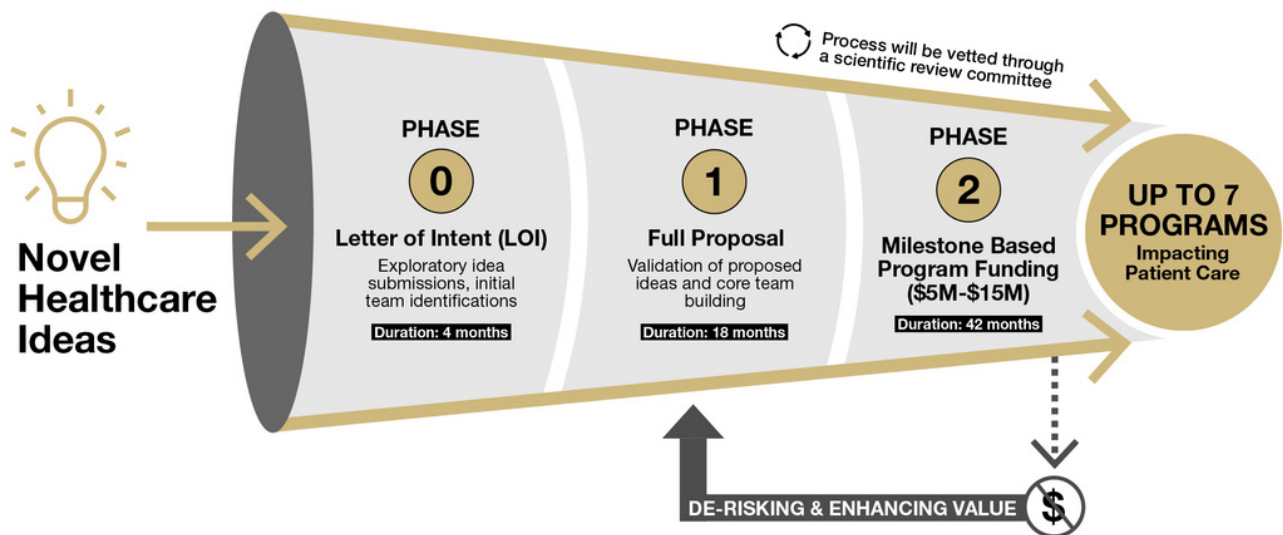 Novel
Healthcare
Ideas
PHASE
0
Letter of Intent (LOI)
Exploratory idea
submissions, initial
team identifications
Duration: 4 months
PHASE
1
Full Proposal
Validation of proposed
ideas and core team
building
Duration: 18 months
PHASE
2
Milestone Based
Program Funding
($5M-$15M)
Duration: 42 months
Process will be vetted through
a scientific review committee
UP TO 7
PROGRAMS
Impacting
Patient Care
DE-RISKING & ENHANCING VALUE
$